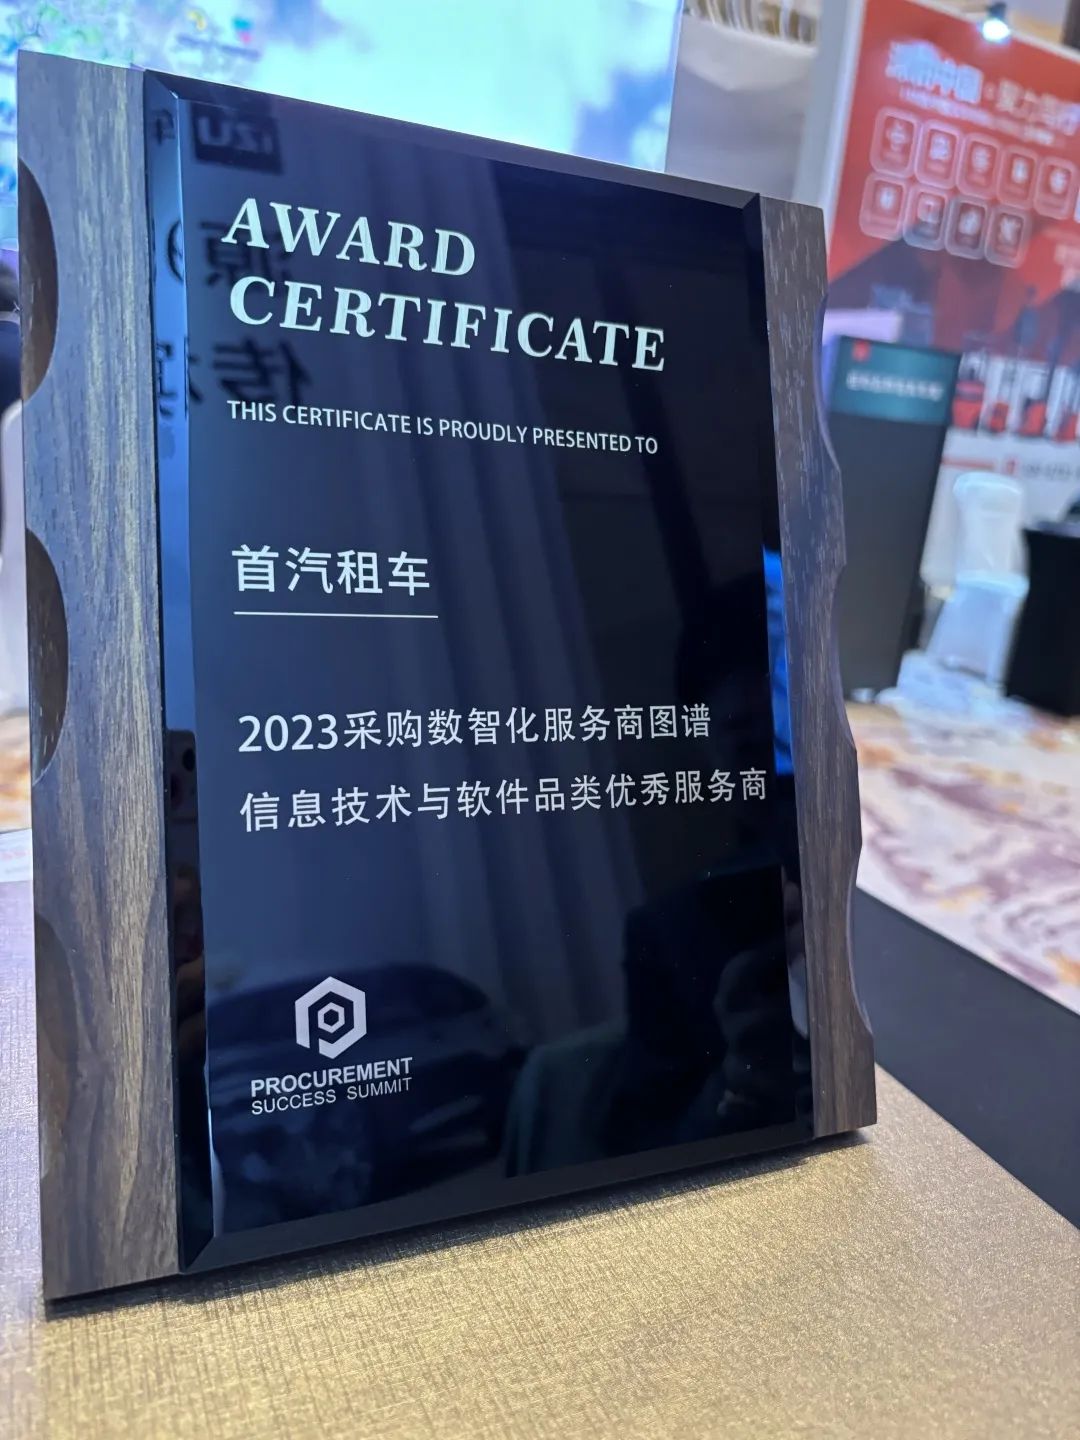 AWARD
CERTIFICATE
THIS CERTIFICATE IS PROUDLY PRESENTED TO
首汽租车
2023采购数智化服务商图谱
信息技术与软件品类优秀服务商
PROCUREMENT
SUCCESS SUMMIT